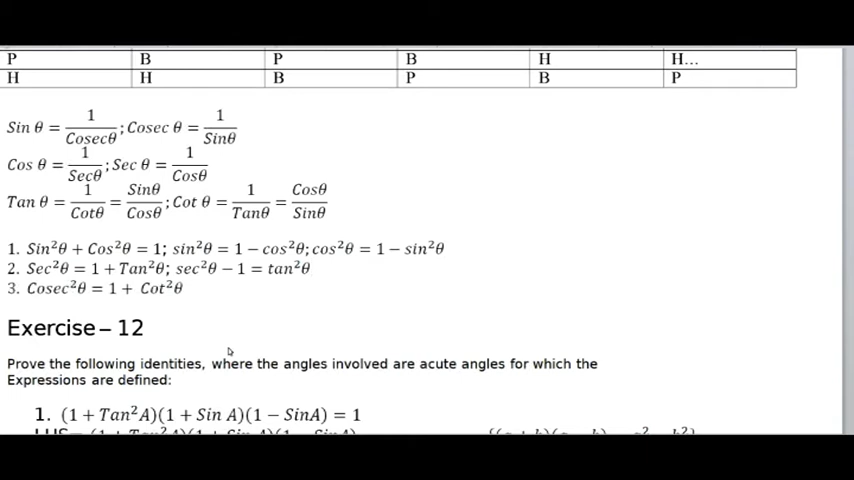 P B P B H H...
H H B P B P
Sin θ = 1/Cosecθ ; Cosec θ = 1/Sinθ
Cos θ = 1/Secθ ; Sec θ = 1/Cosθ
Tan θ = 1/Cotθ = Sinθ/Cosθ ; Cot θ = 1/Tanθ = Cosθ/Sinθ
1. Sin²θ + Cos²θ = 1; sin²θ = 1 − cos²θ; cos²θ = 1 − sin²θ
2. Sec²θ = 1 + Tan²θ; sec²θ − 1 = tan²θ
3. Cosec²θ = 1 + Cot²θ
Exercise – 12
Prove the following identities, where the angles involved are acute angles for which the
Expressions are defined:
1. (1 + Tan²A)(1 + Sin A)(1 − SinA) = 1